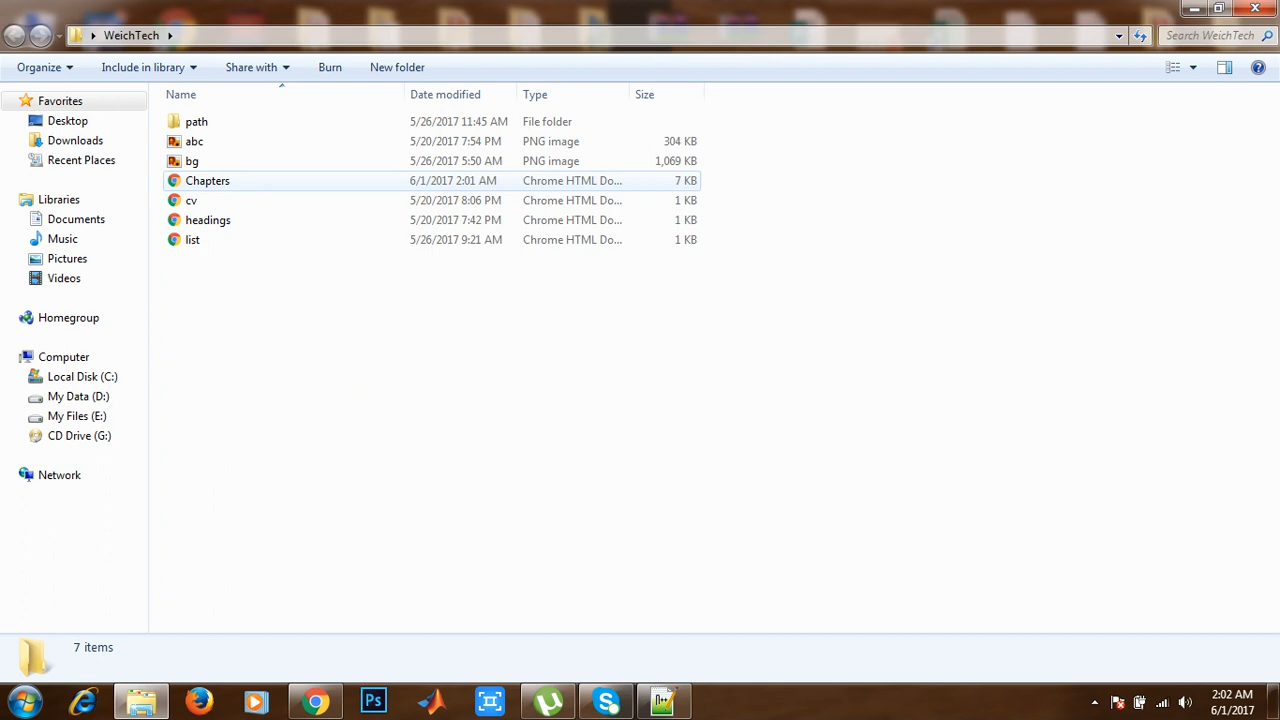 WeichTech
Search WeichTech
Organize Include in library Share with Burn New folder
Name Date modified Type Size
Favorites
Desktop
Downloads
Recent Places
Libraries
Documents
Music
Pictures
Videos
Homegroup
Computer
Local Disk (C:)
My Data (D:)
My Files (E:)
CD Drive (G:)
Network
path 5/26/2017 11:45 AM File folder
abc 5/20/2017 7:54 PM PNG image 304 KB
bg 5/26/2017 5:50 AM PNG image 1,069 KB
Chapters 6/1/2017 2:01 AM Chrome HTML Do... 7 KB
cv 5/20/2017 8:06 PM Chrome HTML Do... 1 KB
headings 5/20/2017 7:42 PM Chrome HTML Do... 1 KB
list 5/26/2017 9:21 AM Chrome HTML Do... 1 KB
7 items
Ps
2:02 AM
6/1/2017